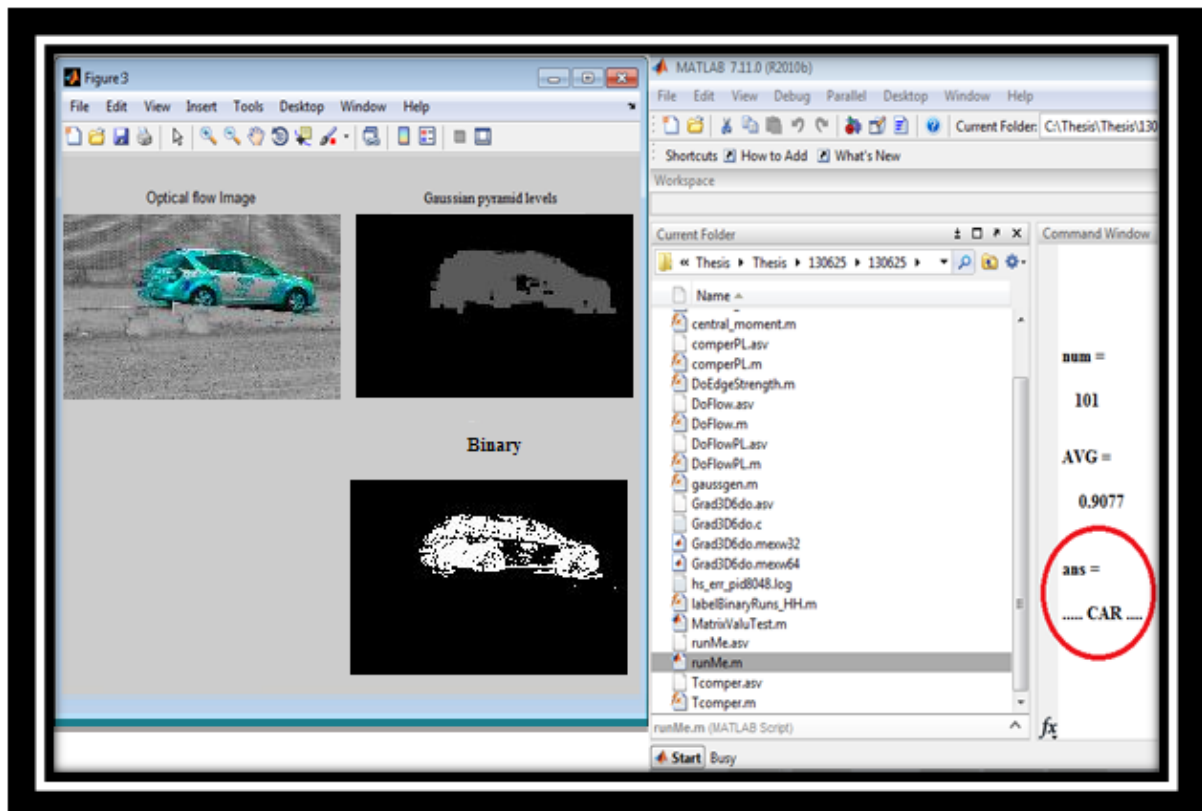 Figure 3
File Edit View Insert Tools Desktop Window Help
Optical flow Image
Gaussian pyramid levels
Binary
MATLAB 7.11.0 (R2010b)
File Edit View Debug Parallel Desktop Window Help
Current Folder: C:\Thesis\Thesis\130
Shortcuts How to Add What's New
Workspace
Current Folder
« Thesis Thesis 130625 130625
Name
central_moment.m
comperPL.asv
comperPL.m
DoEdgeStrength.m
DoFlow.asv
DoFlow.m
DoFlowPL.asv
DoFlowPL.m
gaussgen.m
Grad3D6do.asv
Grad3D6do.c
Grad3D6do.mexw32
Grad3D6do.mexw64
hs_err_pid8048.log
labelBinaryRuns_HH.m
MatrixValuTest.m
runMe.asv
runMe.m
Tcomper.asv
Tcomper.m
runMe.m (MATLAB Script)
Start Busy
Command Window
num =
101
AVG =
0.9077
ans =
..... CAR ....
fx